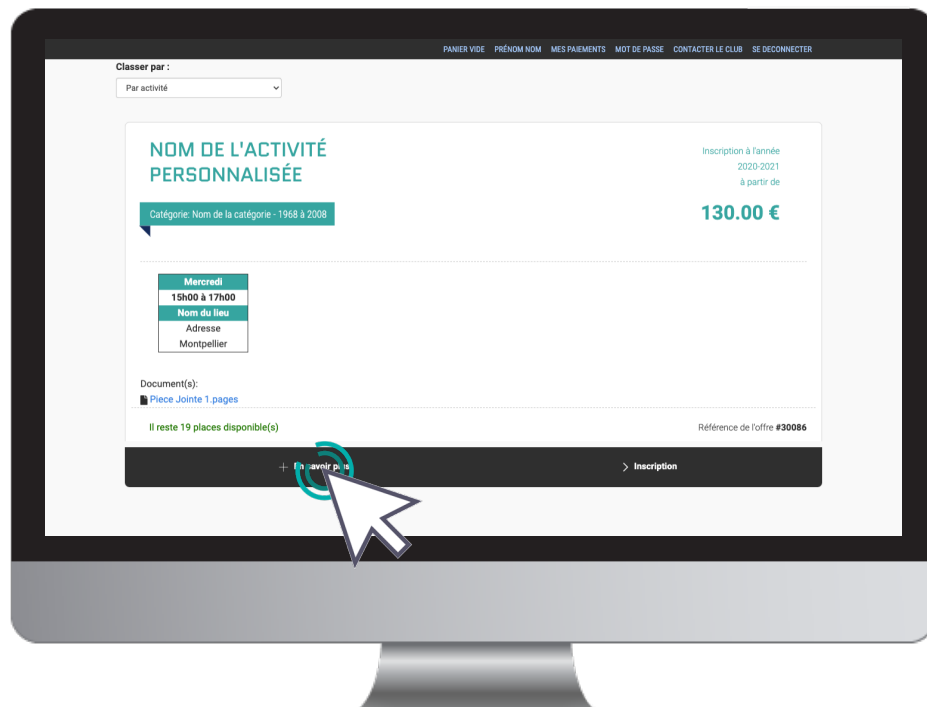 PANIER VIDE PRÉNOM NOM MES PAIEMENTS MOT DE PASSE CONTACTER LE CLUB SE DECONNECTER
Classer par :
Par activité
NOM DE L'ACTIVITÉ
PERSONNALISÉE
Inscription à l'année
2020-2021
à partir de
130.00 €
Catégorie: Nom de la catégorie - 1968 à 2008
Mercredi
15h00 à 17h00
Nom du lieu
Adresse
Montpellier
Document(s):
Piece Jointe 1.pages
Il reste 19 places disponible(s)
Référence de l'offre #30086
+ En savoir plus
> Inscription